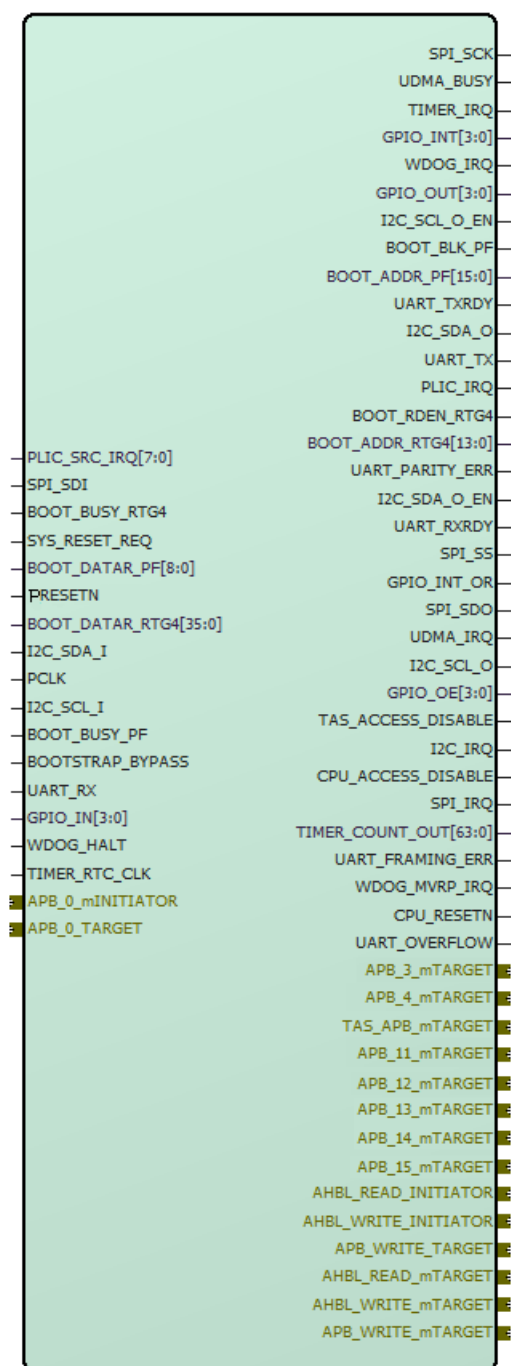 SPI_SCK
UDMA_BUSY
TIMER_IRQ
GPIO_INT[3:0]
WDOG_IRQ
GPIO_OUT[3:0]
I2C_SCL_O_EN
BOOT_BLK_PF
BOOT_ADDR_PF[15:0]
UART_TXRDY
I2C_SDA_O
UART_TX
PLIC_IRQ
BOOT_RDEN_RTG4
BOOT_ADDR_RTG4[13:0]
UART_PARITY_ERR
I2C_SDA_O_EN
UART_RXRDY
SPI_SS
GPIO_INT_OR
SPI_SDO
UDMA_IRQ
I2C_SCL_O
GPIO_OE[3:0]
TAS_ACCESS_DISABLE
I2C_IRQ
CPU_ACCESS_DISABLE
SPI_IRQ
TIMER_COUNT_OUT[63:0]
UART_FRAMING_ERR
WDOG_MVRP_IRQ
CPU_RESETN
UART_OVERFLOW
APB_3_mTARGET
APB_4_mTARGET
TAS_APB_mTARGET
APB_11_mTARGET
APB_12_mTARGET
APB_13_mTARGET
APB_14_mTARGET
APB_15_mTARGET
AHBL_READ_INITIATOR
AHBL_WRITE_INITIATOR
APB_WRITE_TARGET
AHBL_READ_mTARGET
AHBL_WRITE_mTARGET
APB_WRITE_mTARGET
PLIC_SRC_IRQ[7:0]
SPI_SDI
BOOT_BUSY_RTG4
SYS_RESET_REQ
BOOT_DATAR_PF[8:0]
PRESETN
BOOT_DATAR_RTG4[35:0]
I2C_SDA_I
PCLK
I2C_SCL_I
BOOT_BUSY_PF
BOOTSTRAP_BYPASS
UART_RX
GPIO_IN[3:0]
WDOG_HALT
TIMER_RTC_CLK
APB_0_mINITIATOR
APB_0_TARGET